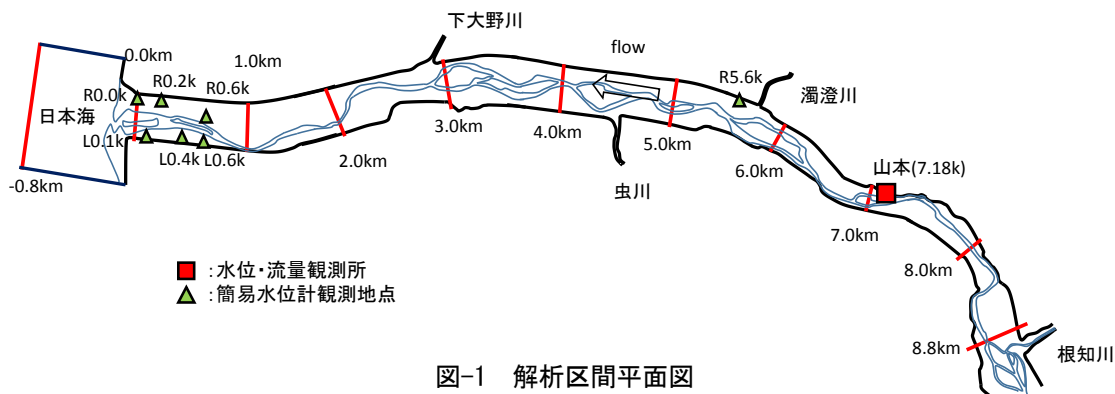 下大野川
flow
0.0km
1.0km
R0.2k
R0.6k
R5.6k
R0.0k
濁澄川
日本海
3.0km
4.0km
5.0km
L0.1k
L0.4k
L0.6k
2.0km
6.0km
山本(7.18k)
-0.8km
虫川
7.0km
:水位・流量観測所
8.0km
:簡易水位計観測地点
8.8km
根知川
図-1 解析区間平面図